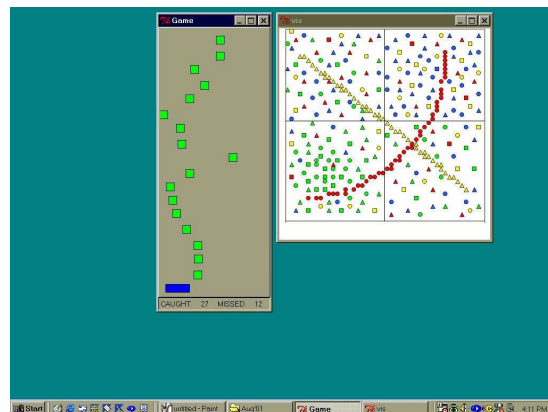 Game
vis
CAUGHT: 27 MISSED: 12
Start
untitled - Paint
Aug'01
Game
vis
4:11 PM